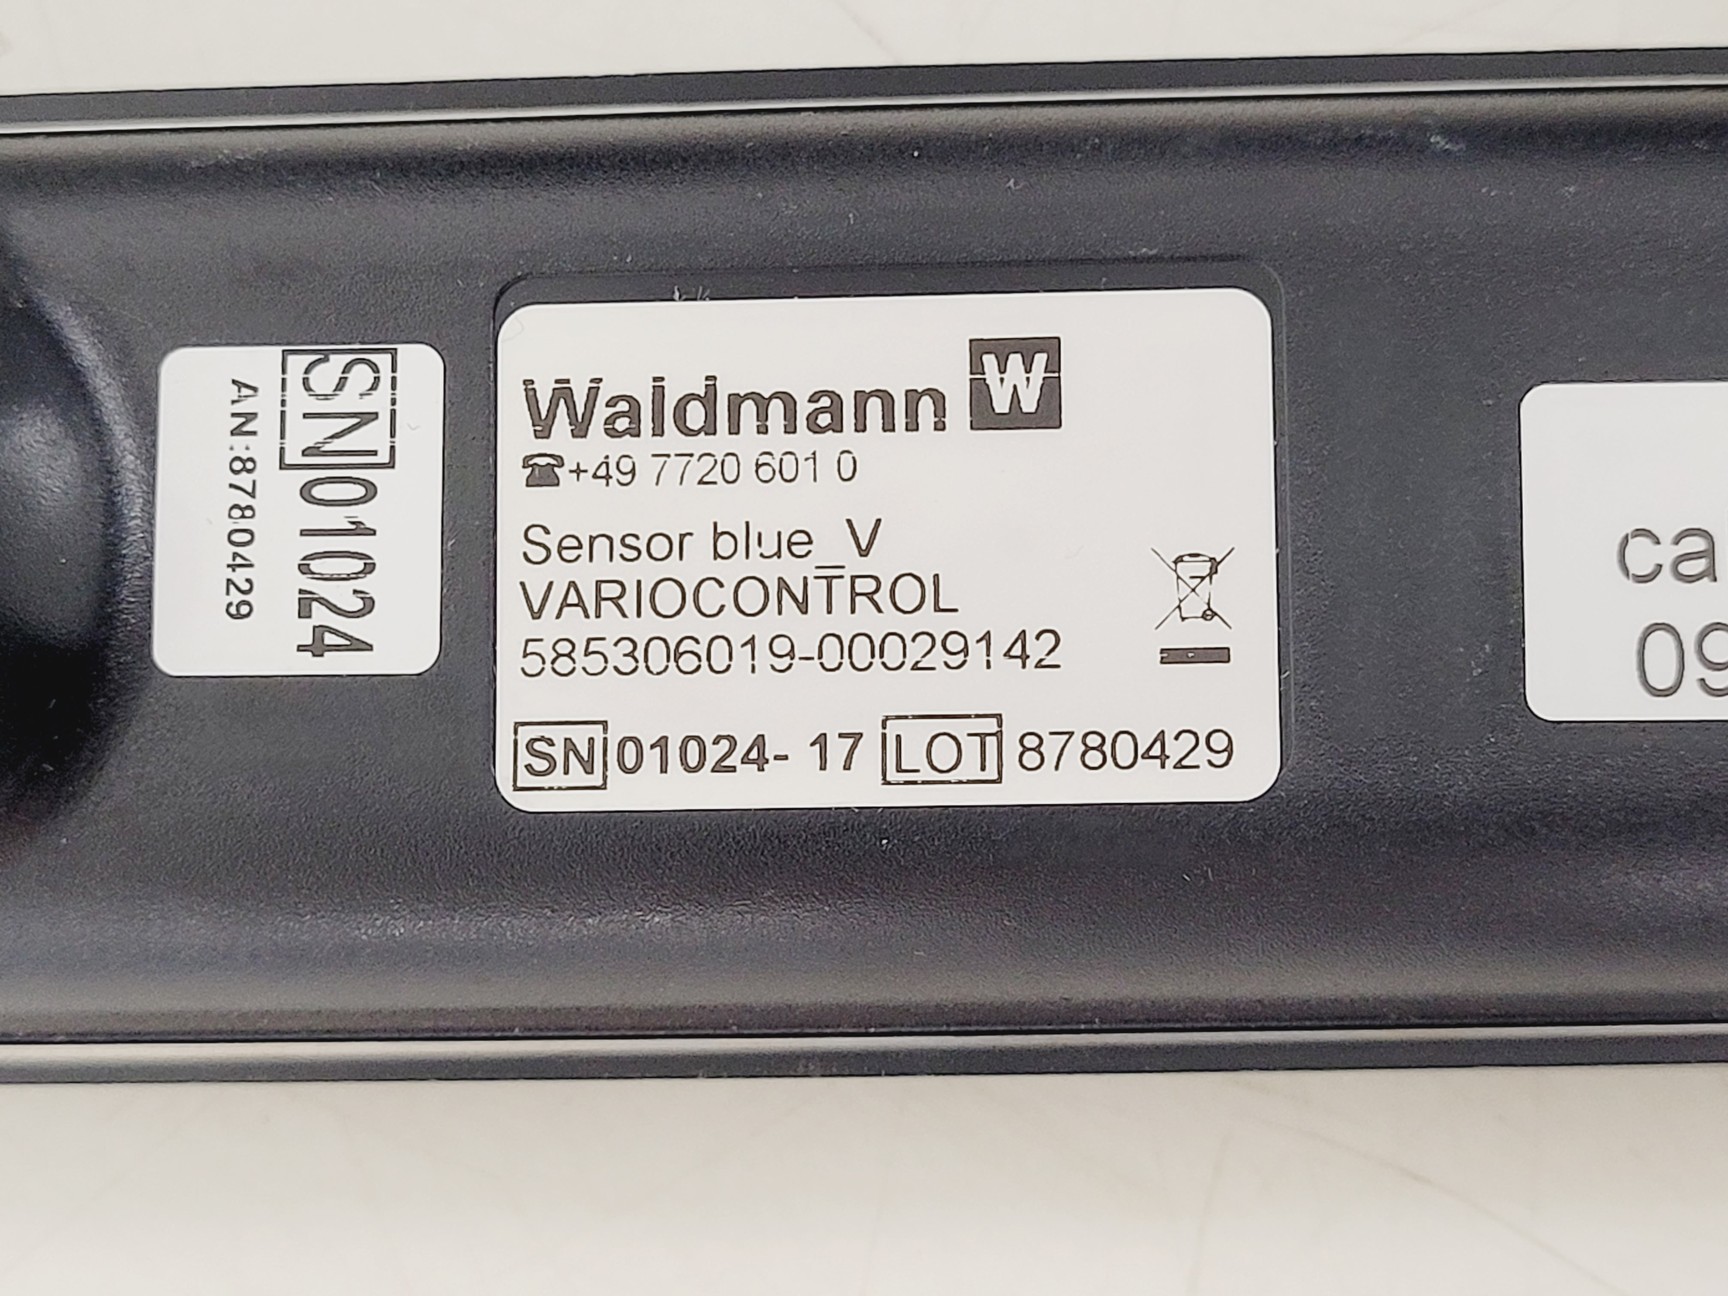 SN 01024
AN:8780429
Waldmann W
☎+49 7720 601 0
Sensor blue_V
VARIOCONTROL
585306019-00029142
SN 01024- 17 LOT 8780429
ca
09